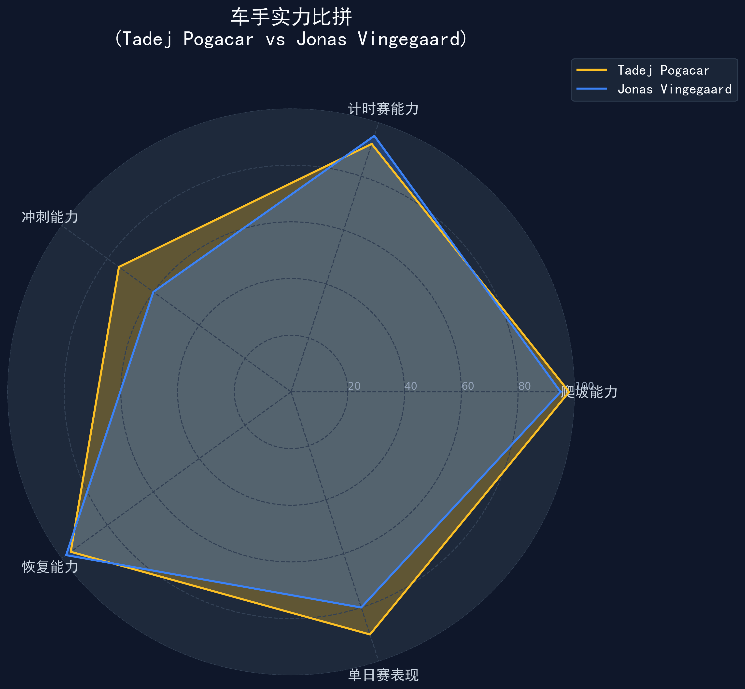 车手实力比拼
(Tadej Pogacar vs Jonas Vingegaard)
Tadej Pogacar
Jonas Vingegaard
计时赛能力
冲刺能力
20
40
60
80
100
爬坡能力
恢复能力
单日赛表现